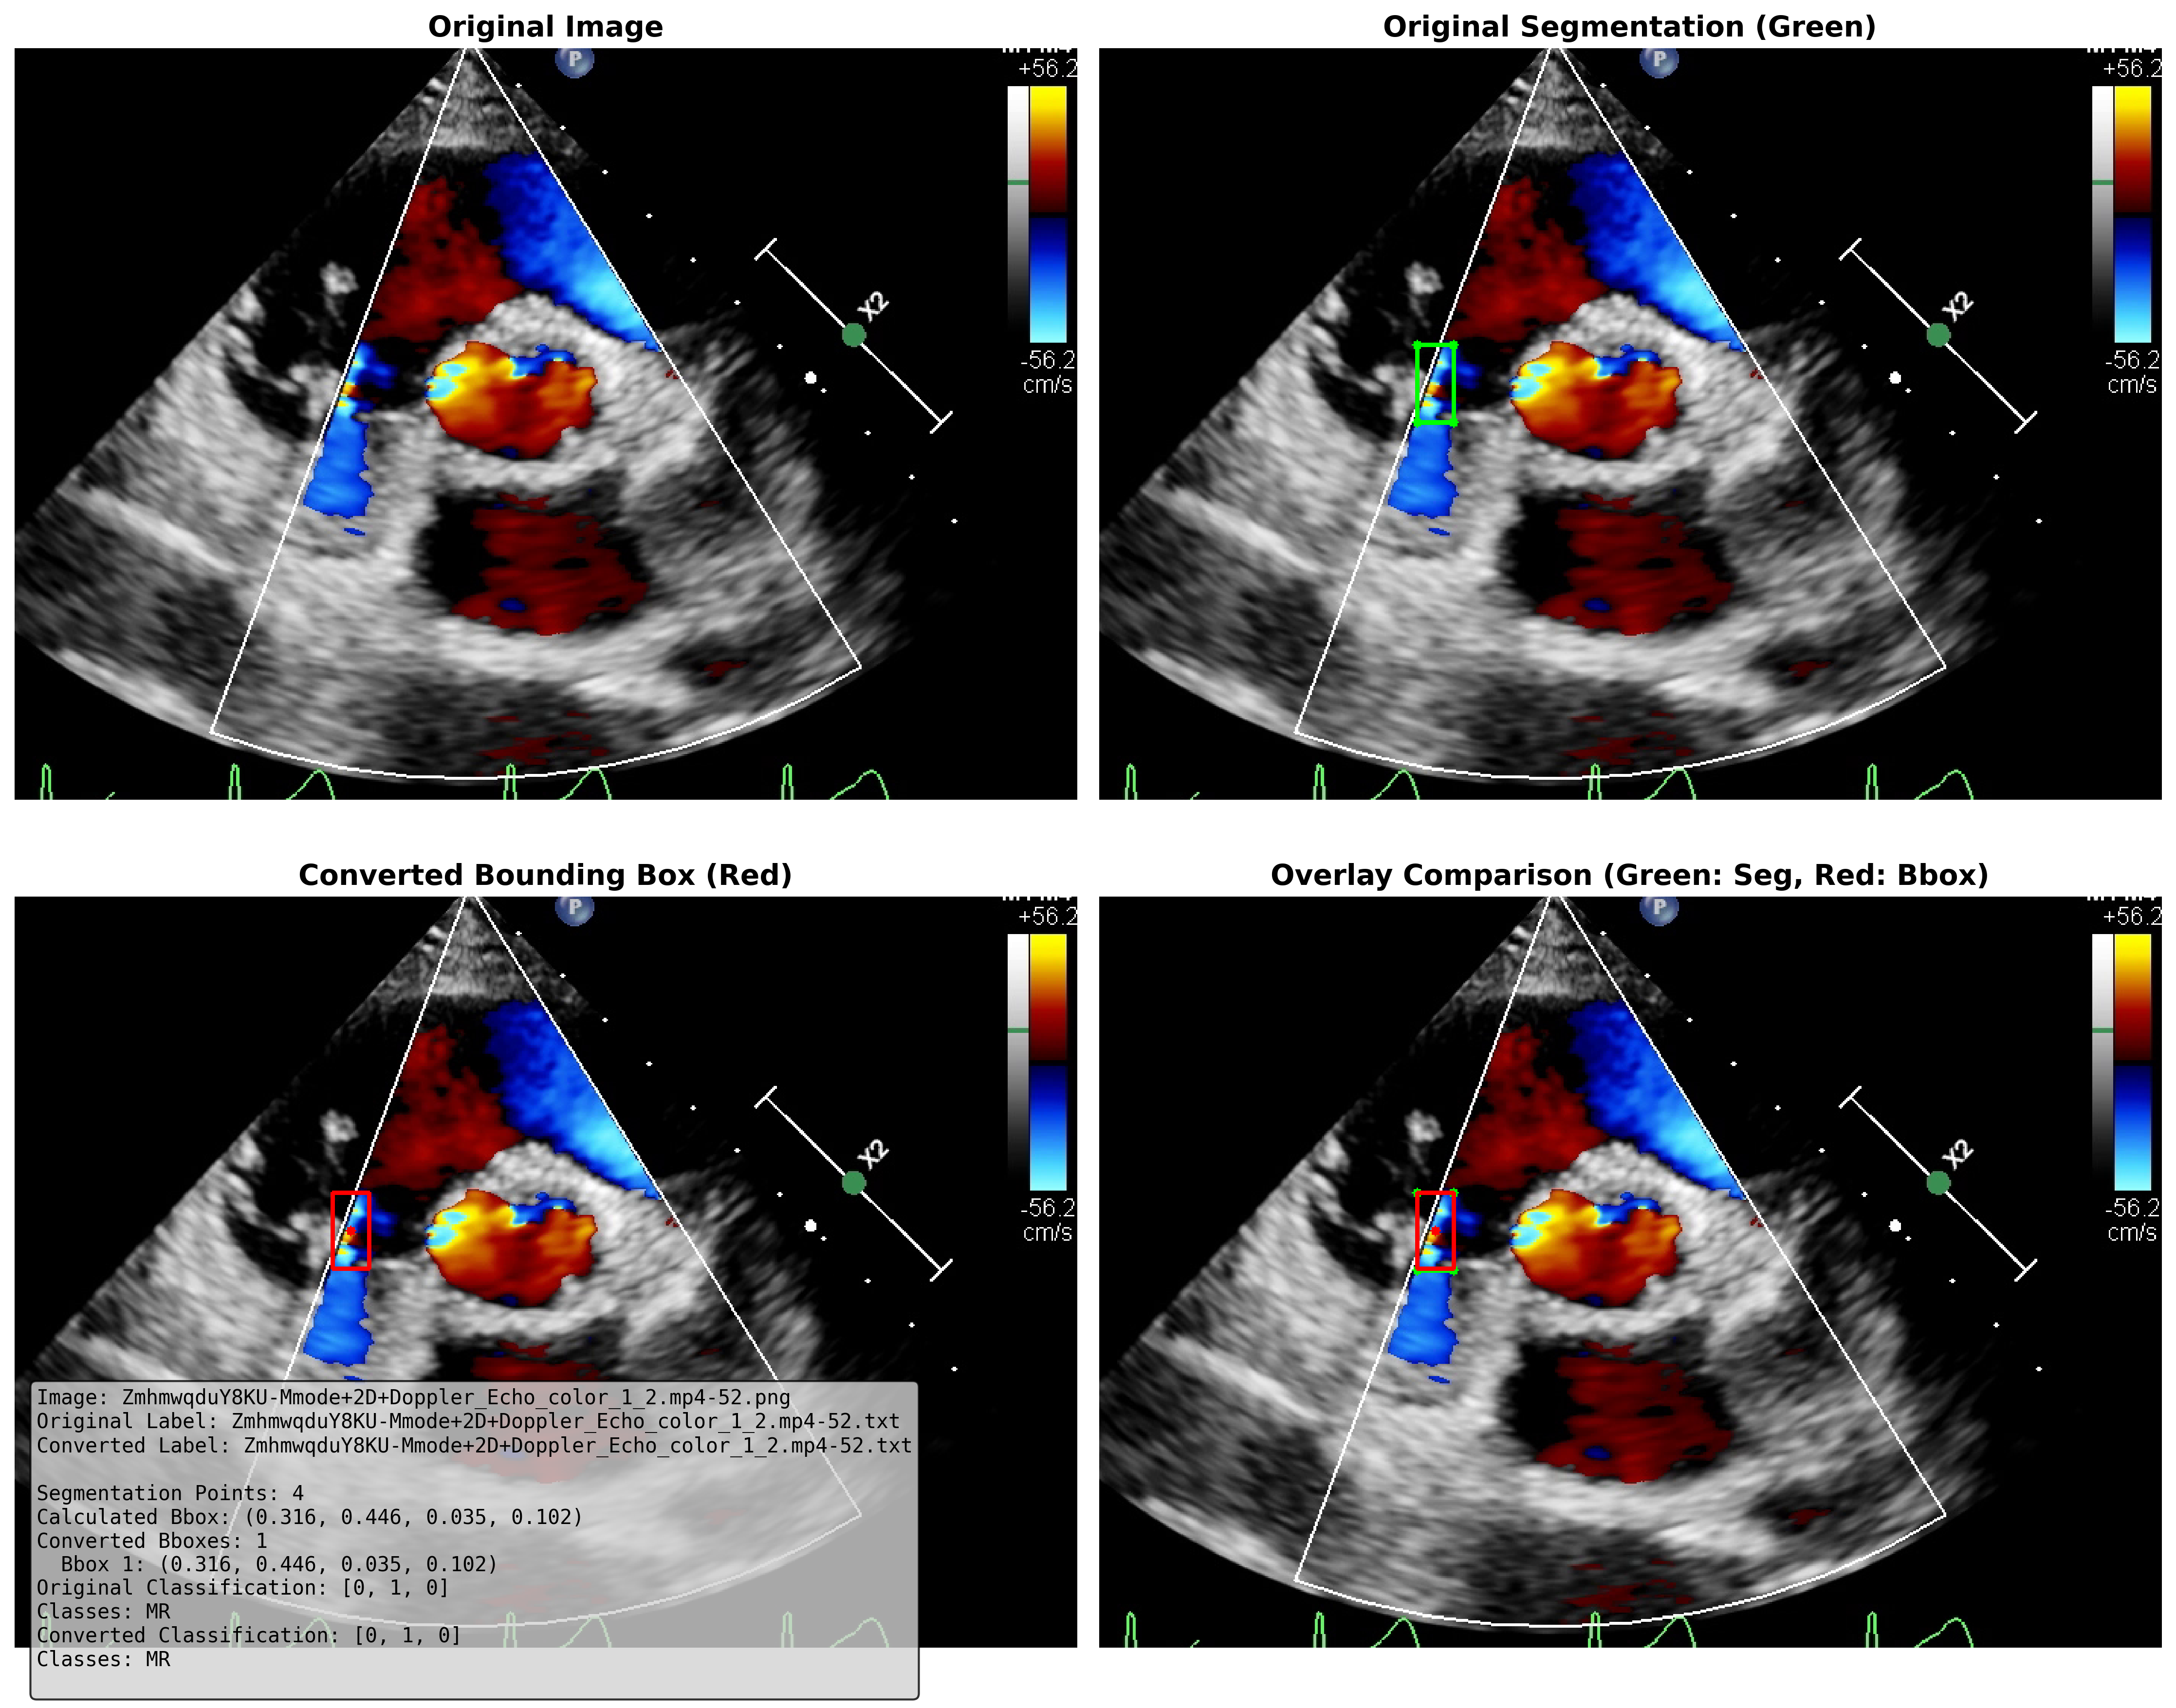 Original Image
P
+56.2
-56.2
cm/s
X2
Original Segmentation (Green)
P
+56.2
-56.2
cm/s
X2
Converted Bounding Box (Red)
P
+56.2
-56.2
cm/s
X2
Image: ZmhmwqduY8KU-Mmode+2D+Doppler_Echo_color_1_2.mp4-52.png
Original Label: ZmhmwqduY8KU-Mmode+2D+Doppler_Echo_color_1_2.mp4-52.txt
Converted Label: ZmhmwqduY8KU-Mmode+2D+Doppler_Echo_color_1_2.mp4-52.txt
Segmentation Points: 4
Calculated Bbox: (0.316, 0.446, 0.035, 0.102)
Converted Bboxes: 1
Bbox 1: (0.316, 0.446, 0.035, 0.102)
Original Classification: [0, 1, 0]
Classes: MR
Converted Classification: [0, 1, 0]
Classes: MR
Overlay Comparison (Green: Seg, Red: Bbox)
P
+56.2
-56.2
cm/s
X2